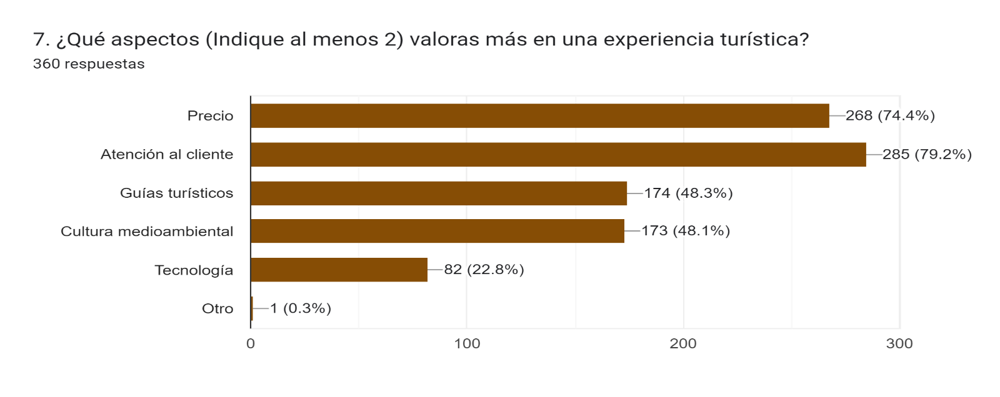 7. ¿Qué aspectos (Indique al menos 2) valoras más en una experiencia turística?
360 respuestas
Precio 268 (74.4%)
Atención al cliente 285 (79.2%)
Guías turísticos 174 (48.3%)
Cultura medioambiental 173 (48.1%)
Tecnología 82 (22.8%)
Otro 1 (0.3%)
0 100 200 300